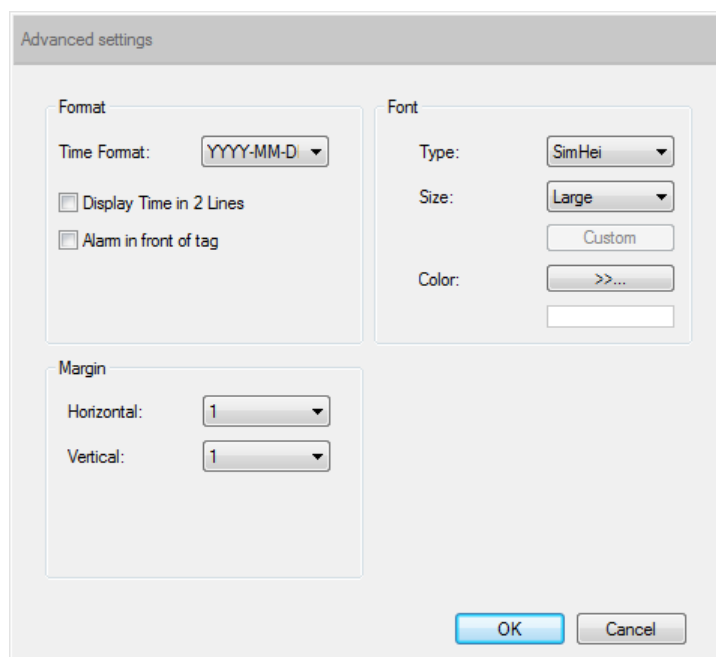 Advanced settings
Format
Time Format: YYYY-MM-D
Display Time in 2 Lines
Alarm in front of tag
Font
Type: SimHei
Size: Large
Custom
Color: >>...
Margin
Horizontal: 1
Vertical: 1
OK Cancel